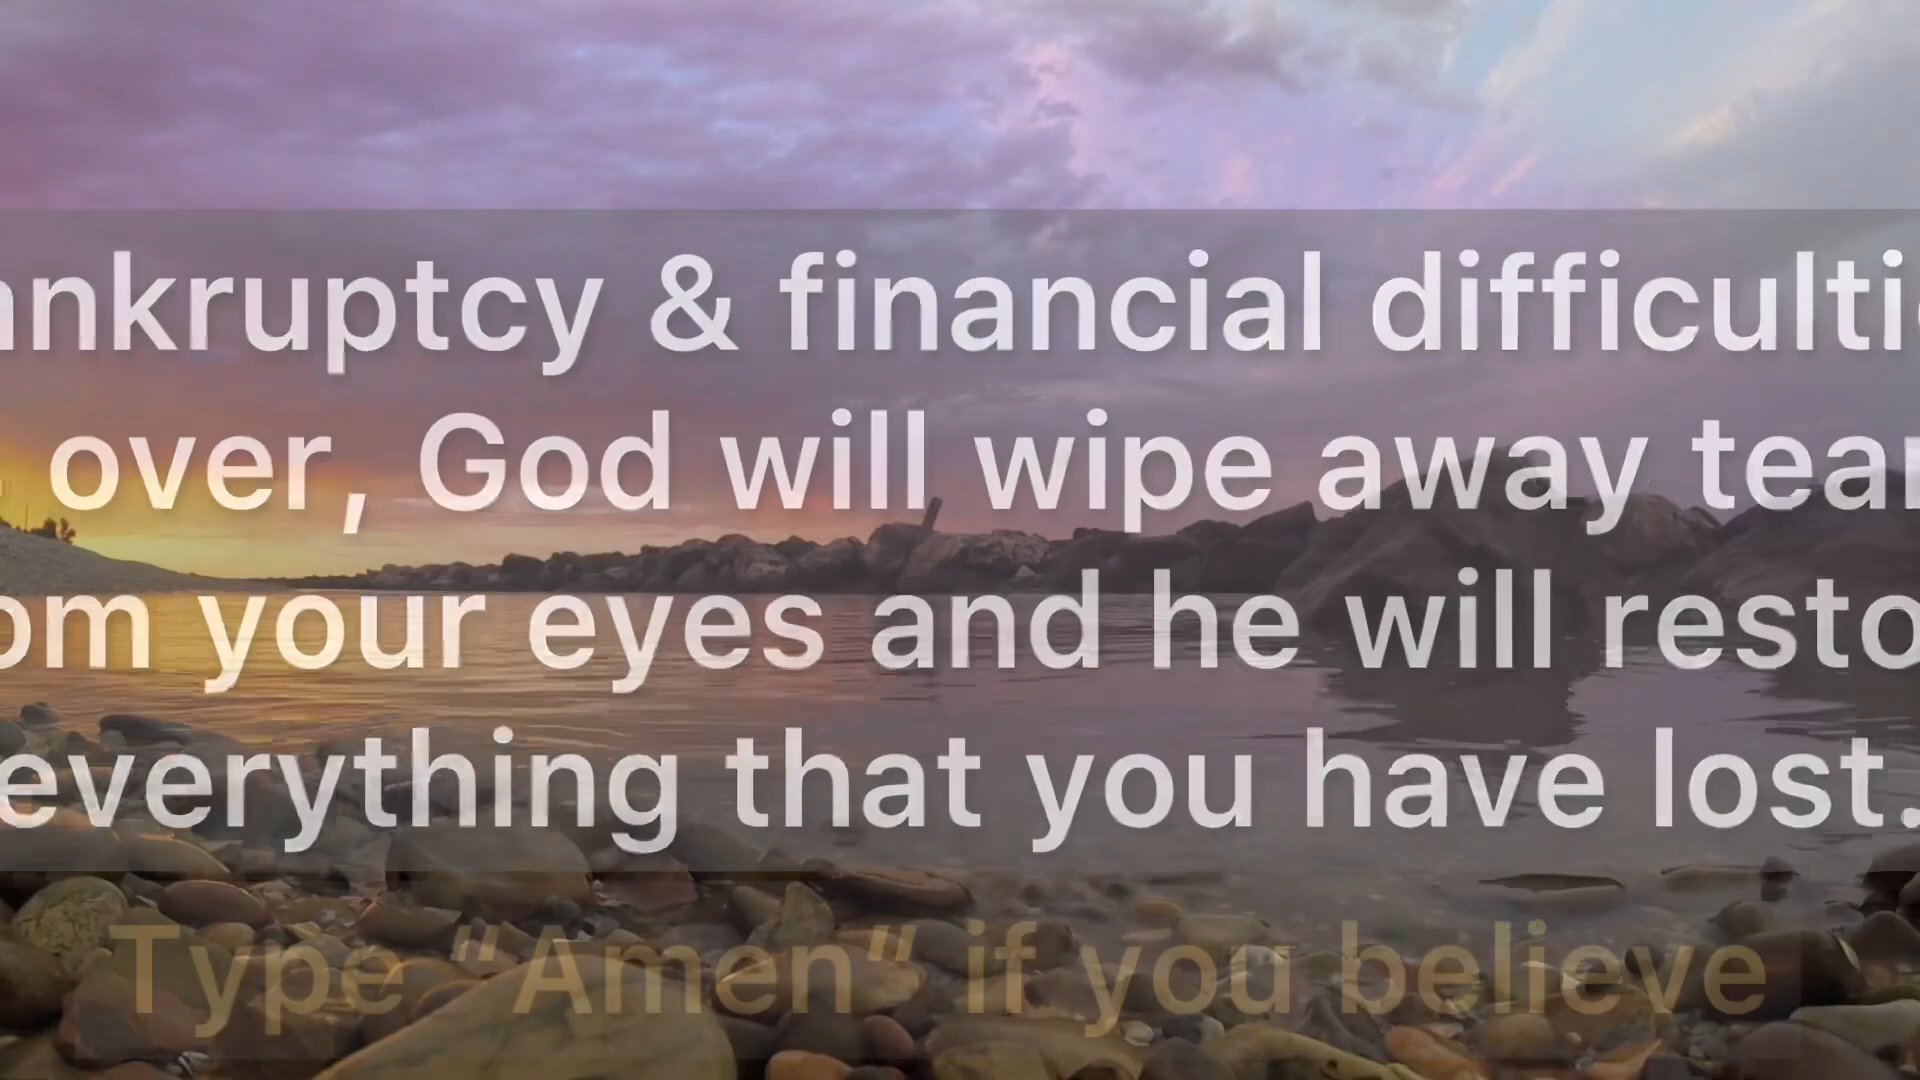 ankruptcy & financial difficulti
over, God will wipe away tear
om your eyes and he will resto
everything that you have lost.
Type “Amen” if you believe